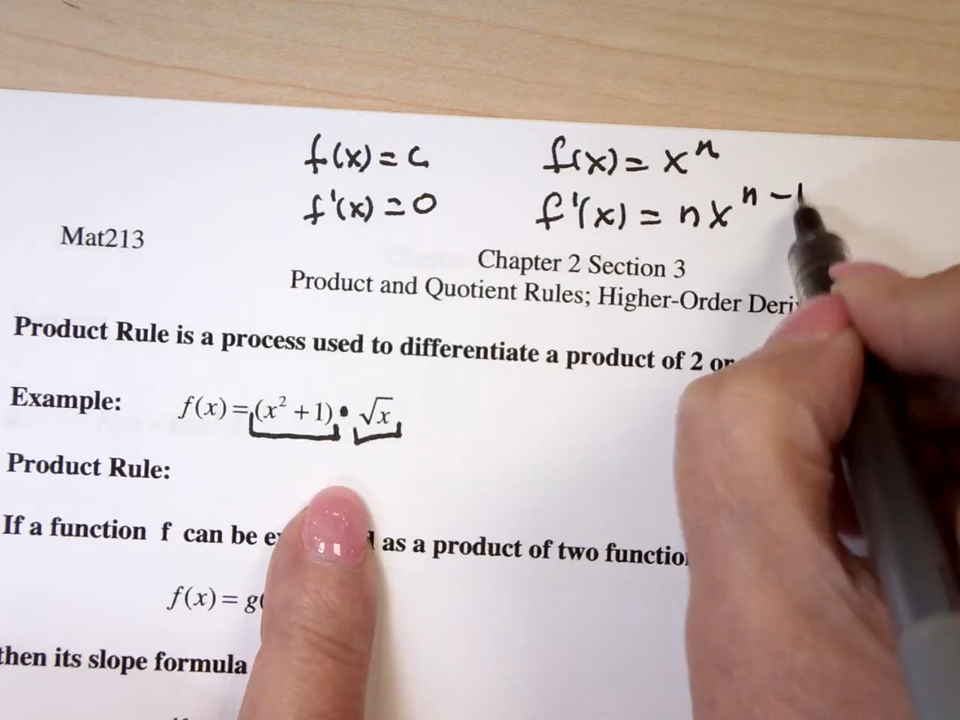 f(x) = c
f(x) = x^n
f'(x) = 0
f'(x) = nx^n-1
Mat213
Chapter 2 Section 3
Product and Quotient Rules; Higher-Order
Product Rule is a process used to differentiate a product of 2 or
Example: f(x) = (x² + 1) • √x
Product Rule:
If a function f can be as a product of two
f(x) = g(
then its slope formula